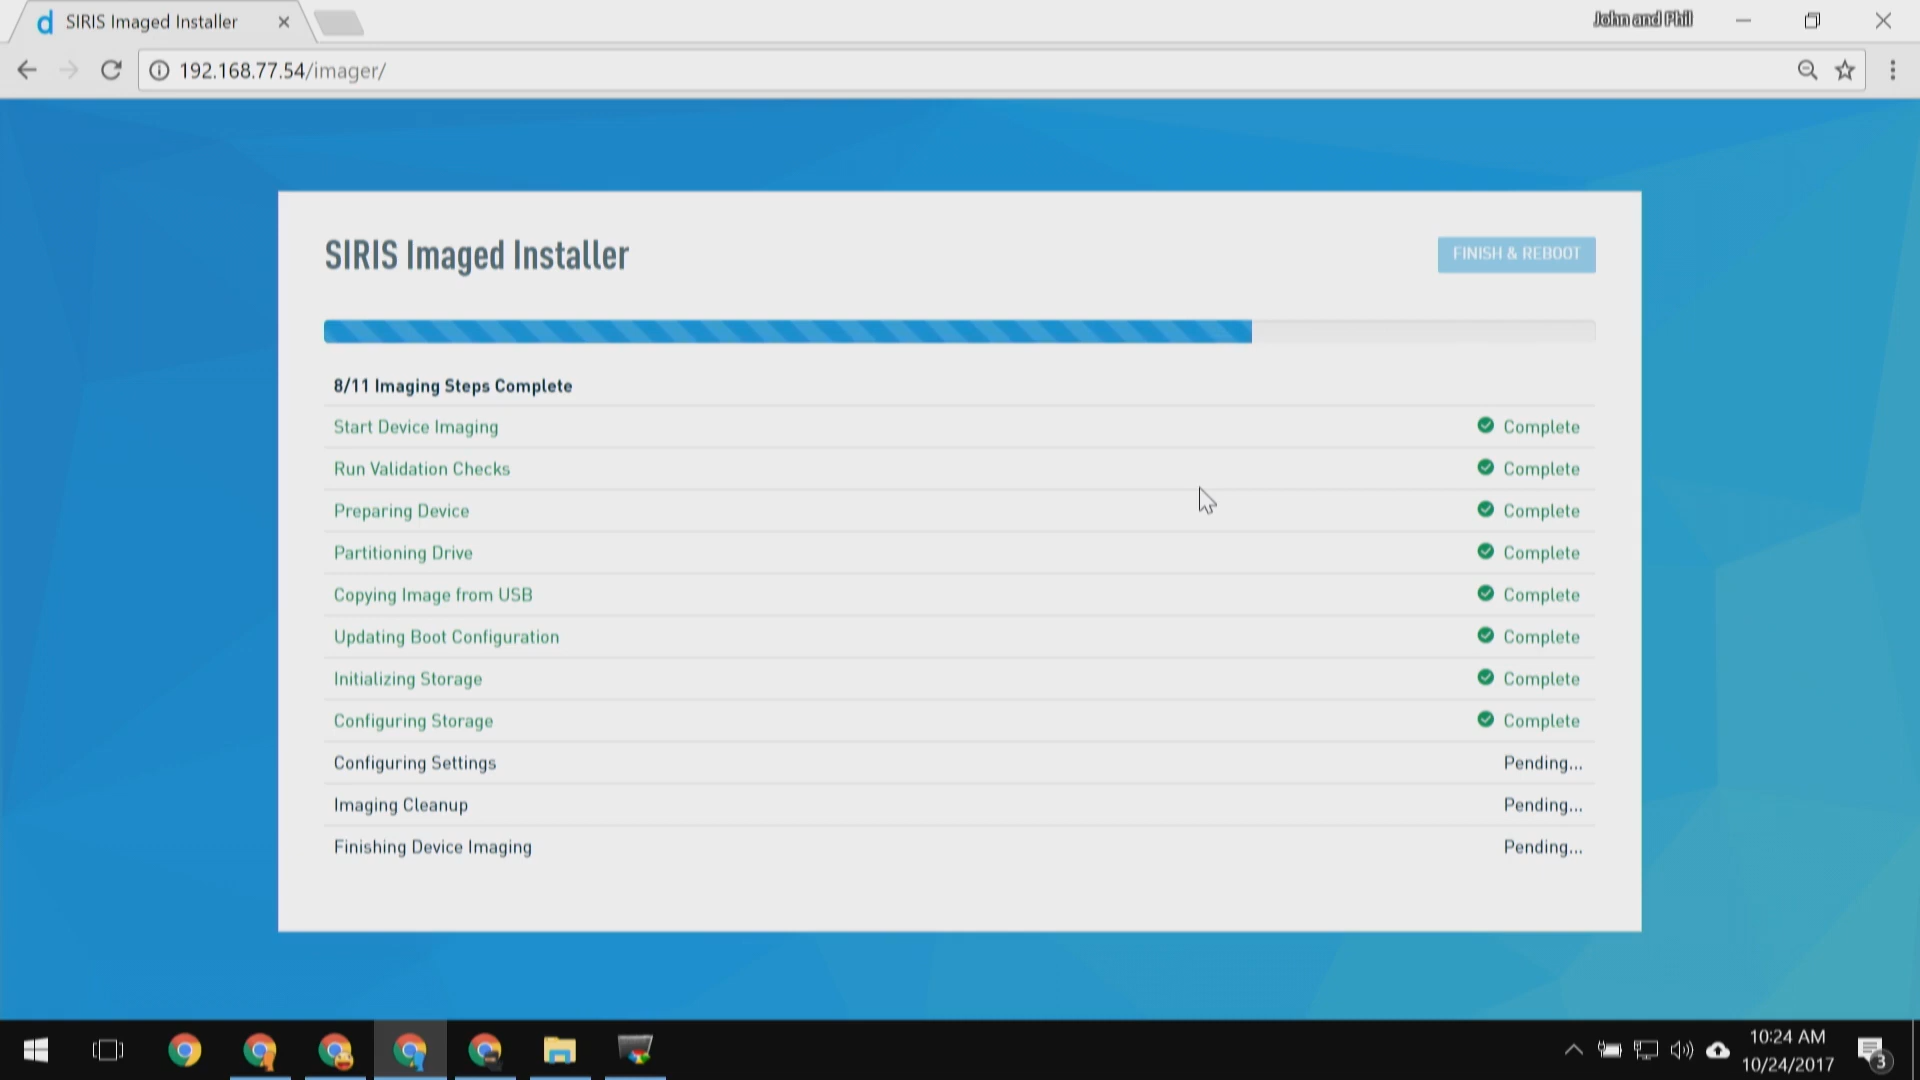 SIRIS Imaged Installer
John and Phil
192.168.77.54/imager/
SIRIS Imaged Installer
FINISH & REBOOT
8/11 Imaging Steps Complete
Start Device Imaging Complete
Run Validation Checks Complete
Preparing Device Complete
Partitioning Drive Complete
Copying Image from USB Complete
Updating Boot Configuration Complete
Initializing Storage Complete
Configuring Storage Complete
Configuring Settings Pending...
Imaging Cleanup Pending...
Finishing Device Imaging Pending...
10:24 AM
10/24/2017
3